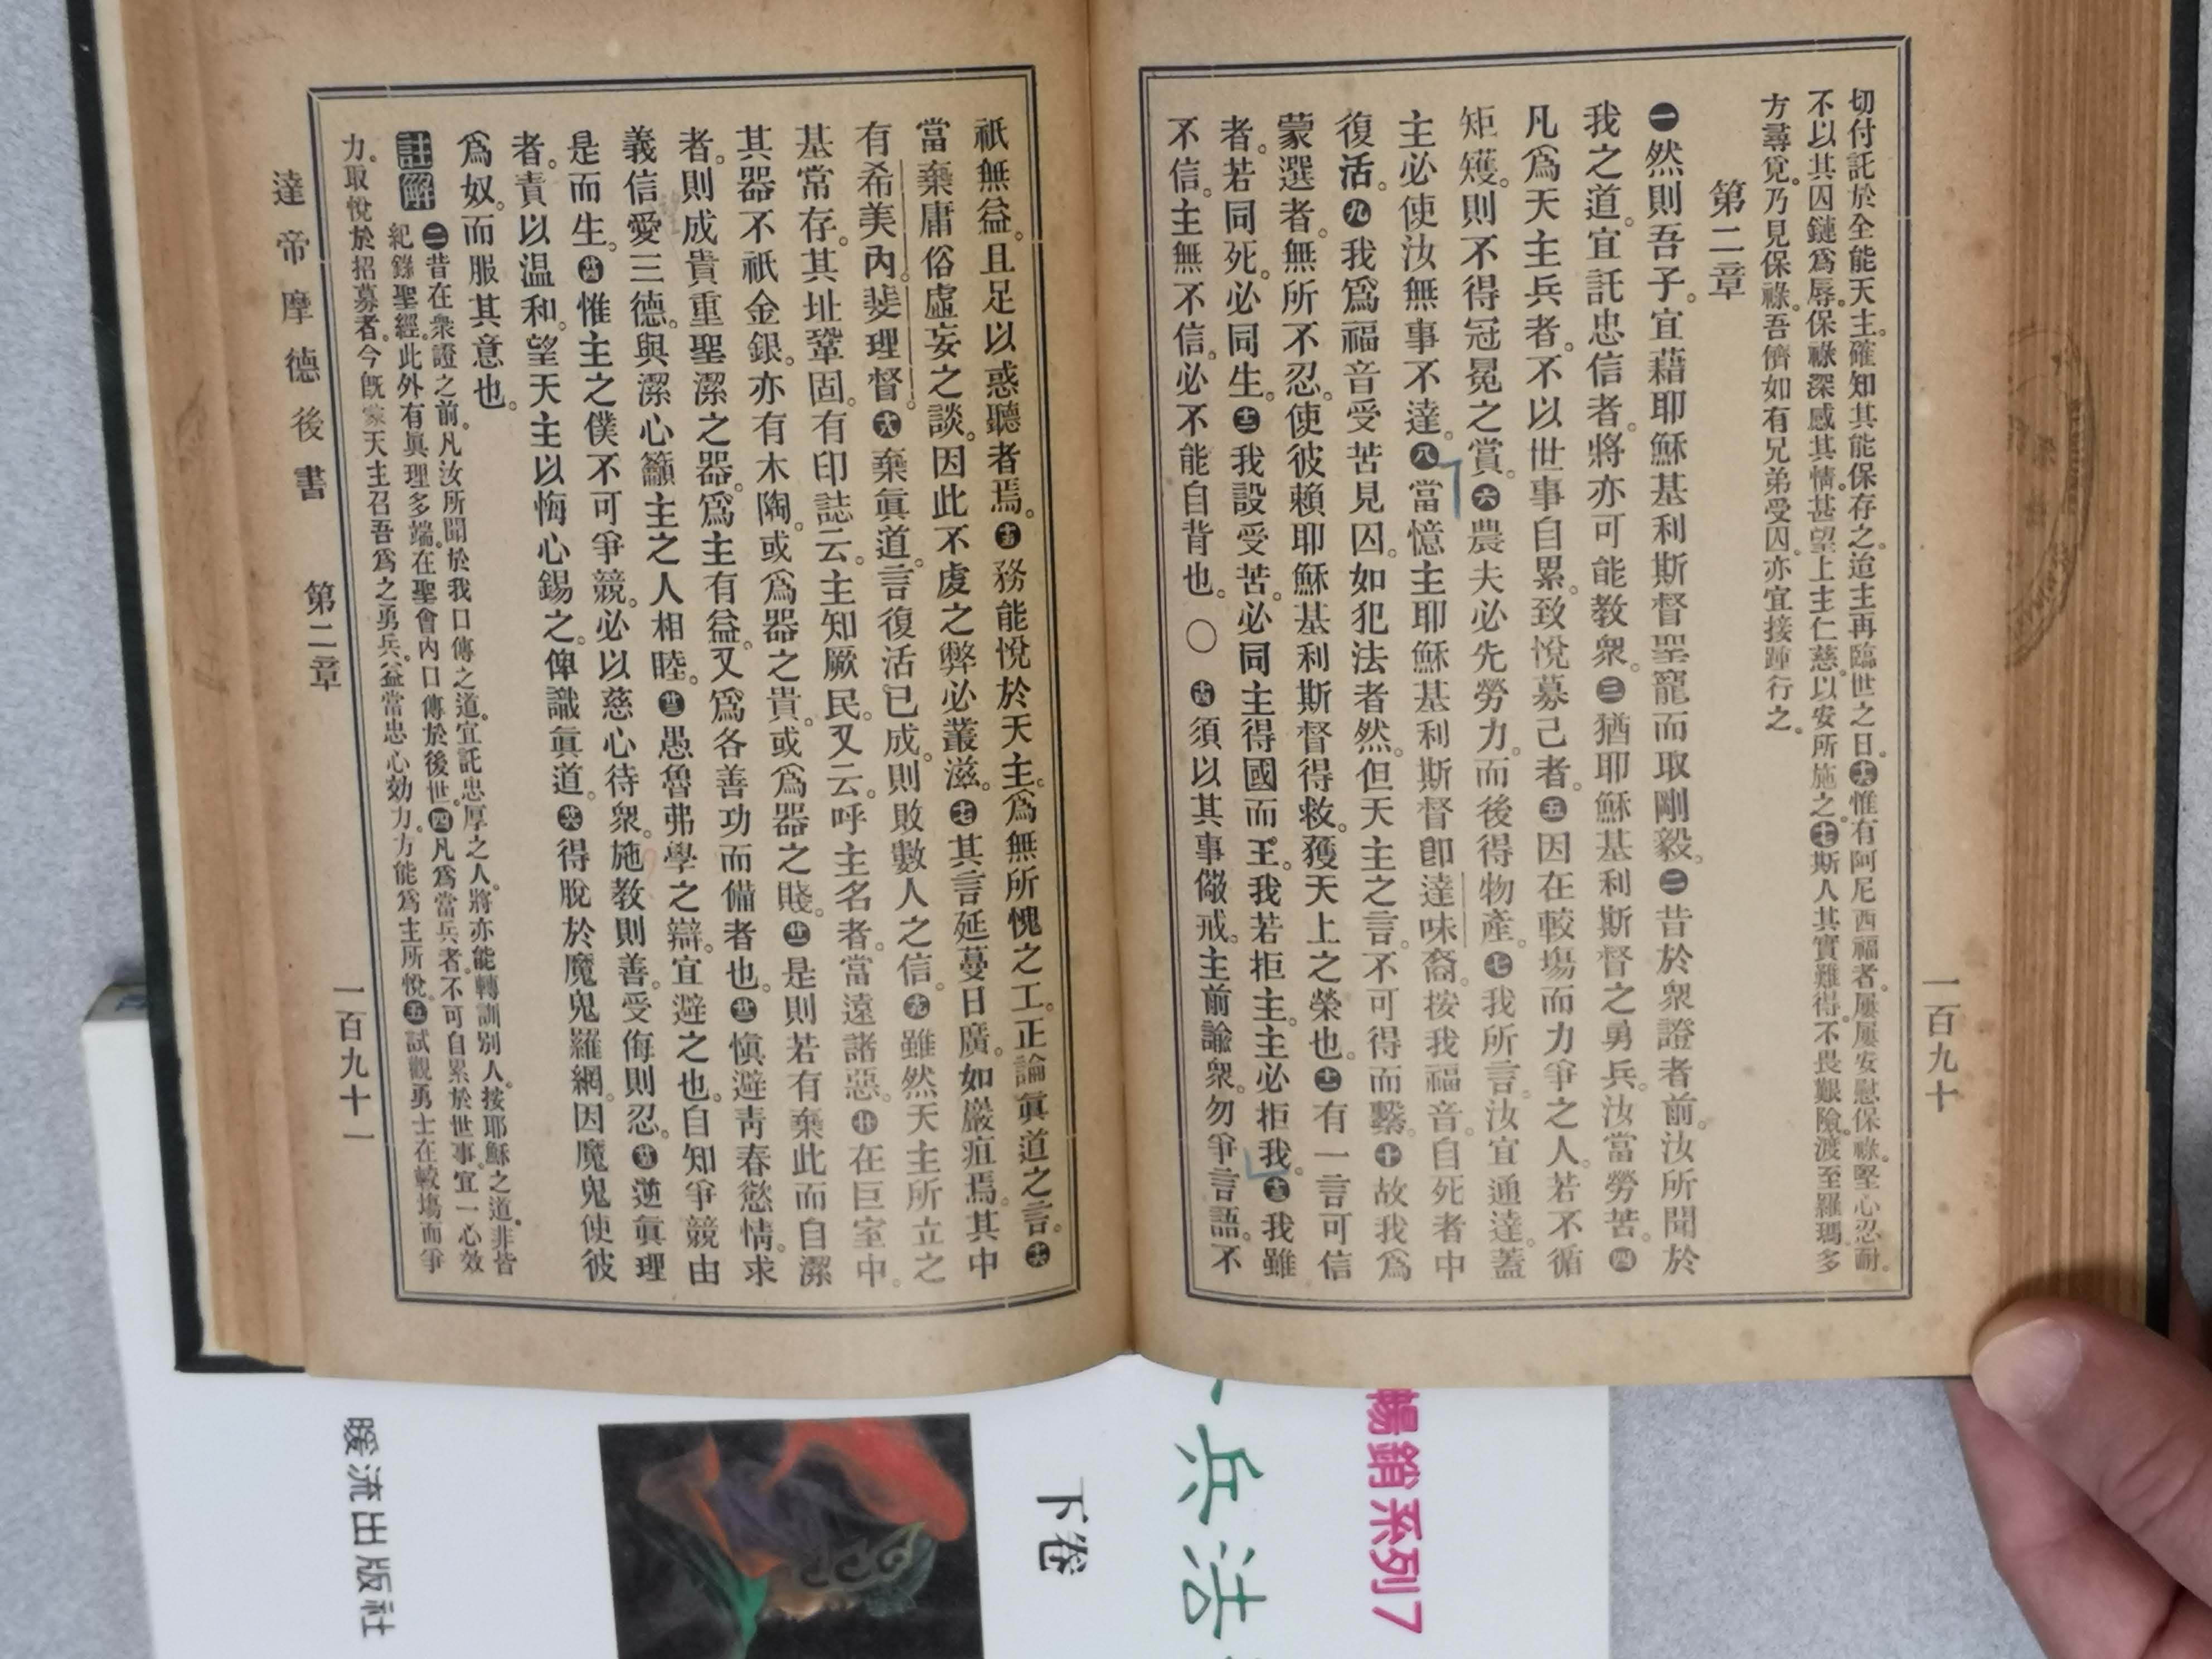 一百九十
切付託於全能天主。確知其能保存之。迨主再臨世之日。十六惟有阿尼西福者。屢屢安慰保祿。堅心忍耐。
不以其因鏈爲辱。保祿深感其情。甚望上主仁慈。以安所施之。十七斯人其實難得。不畏艱險。渡至羅瑪。多
方尋覓。乃見保祿。吾儕如有兄弟受囚。亦宜接踵行之。
第二章
一然則吾子。宜藉耶穌基利斯督聖寵而取剛毅。二昔於衆證者前。汝所聞於
我之道。宜託忠信者。將亦可能教衆。三猶耶穌基利斯督之勇兵。汝當勞苦。四
凡爲天主兵者。不以世事自累。致悅募己者。五因在較場而力爭之人。若不循
矩矱。則不得冠冕之賞。六農夫必先勞力。而後得物產。七我所言。汝宜通達。蓋
主必使汝無事不達。八當憶主耶穌基利斯督卽達味裔。按我福音。自死者中
復活。九我爲福音受苦見囚。如犯法者然。但天主之言。不可得而繫。十故我爲
蒙選者。無所不忍。使彼賴耶穌基利斯督得救。獲天上之榮也。十一有一言可信
者。若同死。必同生。十二我設受苦。必同主得國而王。我若拒主。主必拒我。十三我雖
不信。主無不信。必不能自背也。〇十四須以其事儆戒。主前諭衆。勿爭言語。不
祇無益。且足以惑聽者焉。十五務能悅於天主。爲無所愧之工。正論眞道之言。十六
當棄庸俗虛妄之談。因此不虔之弊必叢滋。十七其言延蔓日廣。如巖疽焉。其中
有希美內。斐理督。十八棄眞道。言復活已成。則敗數人之信。十九雖然天主所立之
基常存。其址鞏固。有印誌云。主知厥民。又云。呼主名者。當遠諸惡。二十在巨室中。
其器不祇金銀。亦有木陶。或爲器之貴。或爲器之賤。廿一是則若有棄此而自潔
者。則成貴重聖潔之器。爲主有益。又爲各善功而備者也。廿二愼避靑春慾情。求
義信愛三德。與潔心籲主之人相睦。廿三愚魯弗學之辯。宜避之也。自知爭競由
是而生。廿四惟主之僕不可爭競。必以慈心待衆。施教則善。受侮則忍。廿五逆眞理
者。責以温和。望天主以悔心錫之。俾識眞道。廿六得脫於魔鬼羅網。因魔鬼使彼
爲奴。而服其意也。
註解 二昔在衆證之前。凡汝所聞於我口傳之道。宜託忠厚之人。將亦能轉訓別人。按耶穌之道。非皆
紀錄聖經。此外有眞理多端。在聖會內口傳於後世。四凡爲當兵者。不可自累於世事。宜一心效
力。取悅於招募者。今旣蒙天主召吾爲之勇兵。益當忠心効力。方能爲主所悅。五試觀勇士在較塲而爭
達帝摩德後書 第二章 一百九十一
暢銷系列7
兵法
下卷
暖流出版社